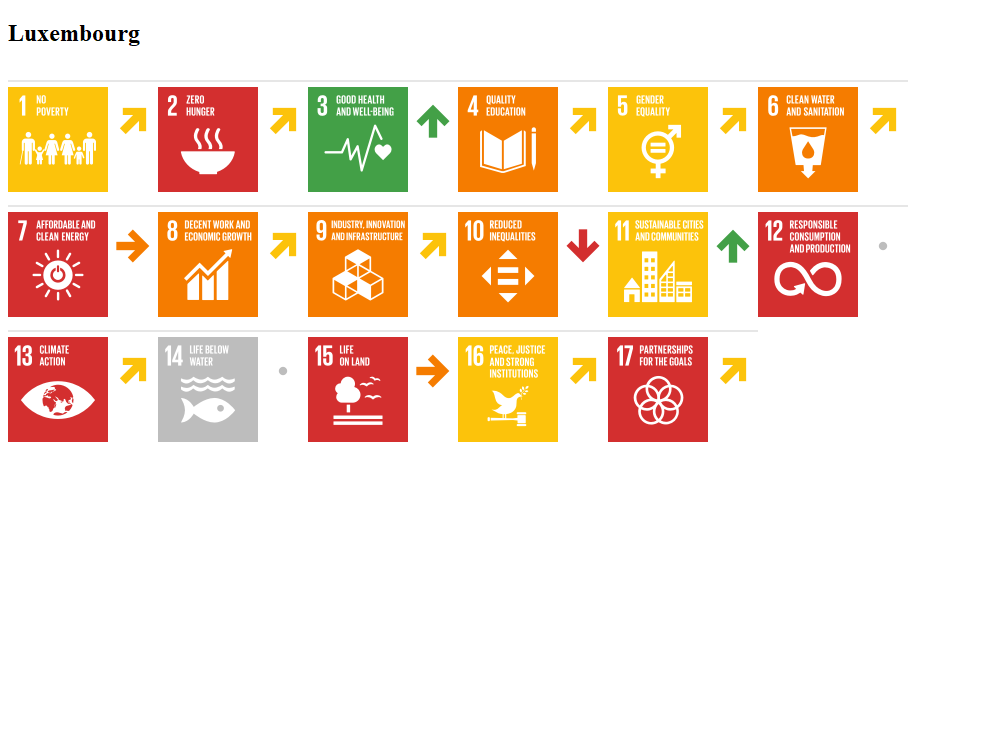 Luxembourg
1 NO
POVERTY
2 ZERO
HUNGER
3 GOOD HEALTH
AND WELL-BEING
4 QUALITY
EDUCATION
5 GENDER
EQUALITY
6 CLEAN WATER
AND SANITATION
7 AFFORDABLE AND
CLEAN ENERGY
8 DECENT WORK AND
ECONOMIC GROWTH
9 INDUSTRY, INNOVATION
AND INFRASTRUCTURE
10 REDUCED
INEQUALITIES
11 SUSTAINABLE CITIES
AND COMMUNITIES
12 RESPONSIBLE
CONSUMPTION
AND PRODUCTION
13 CLIMATE
ACTION
14 LIFE BELOW
WATER
15 LIFE
ON LAND
16 PEACE, JUSTICE
AND STRONG
INSTITUTIONS
17 PARTNERSHIPS
FOR THE GOALS